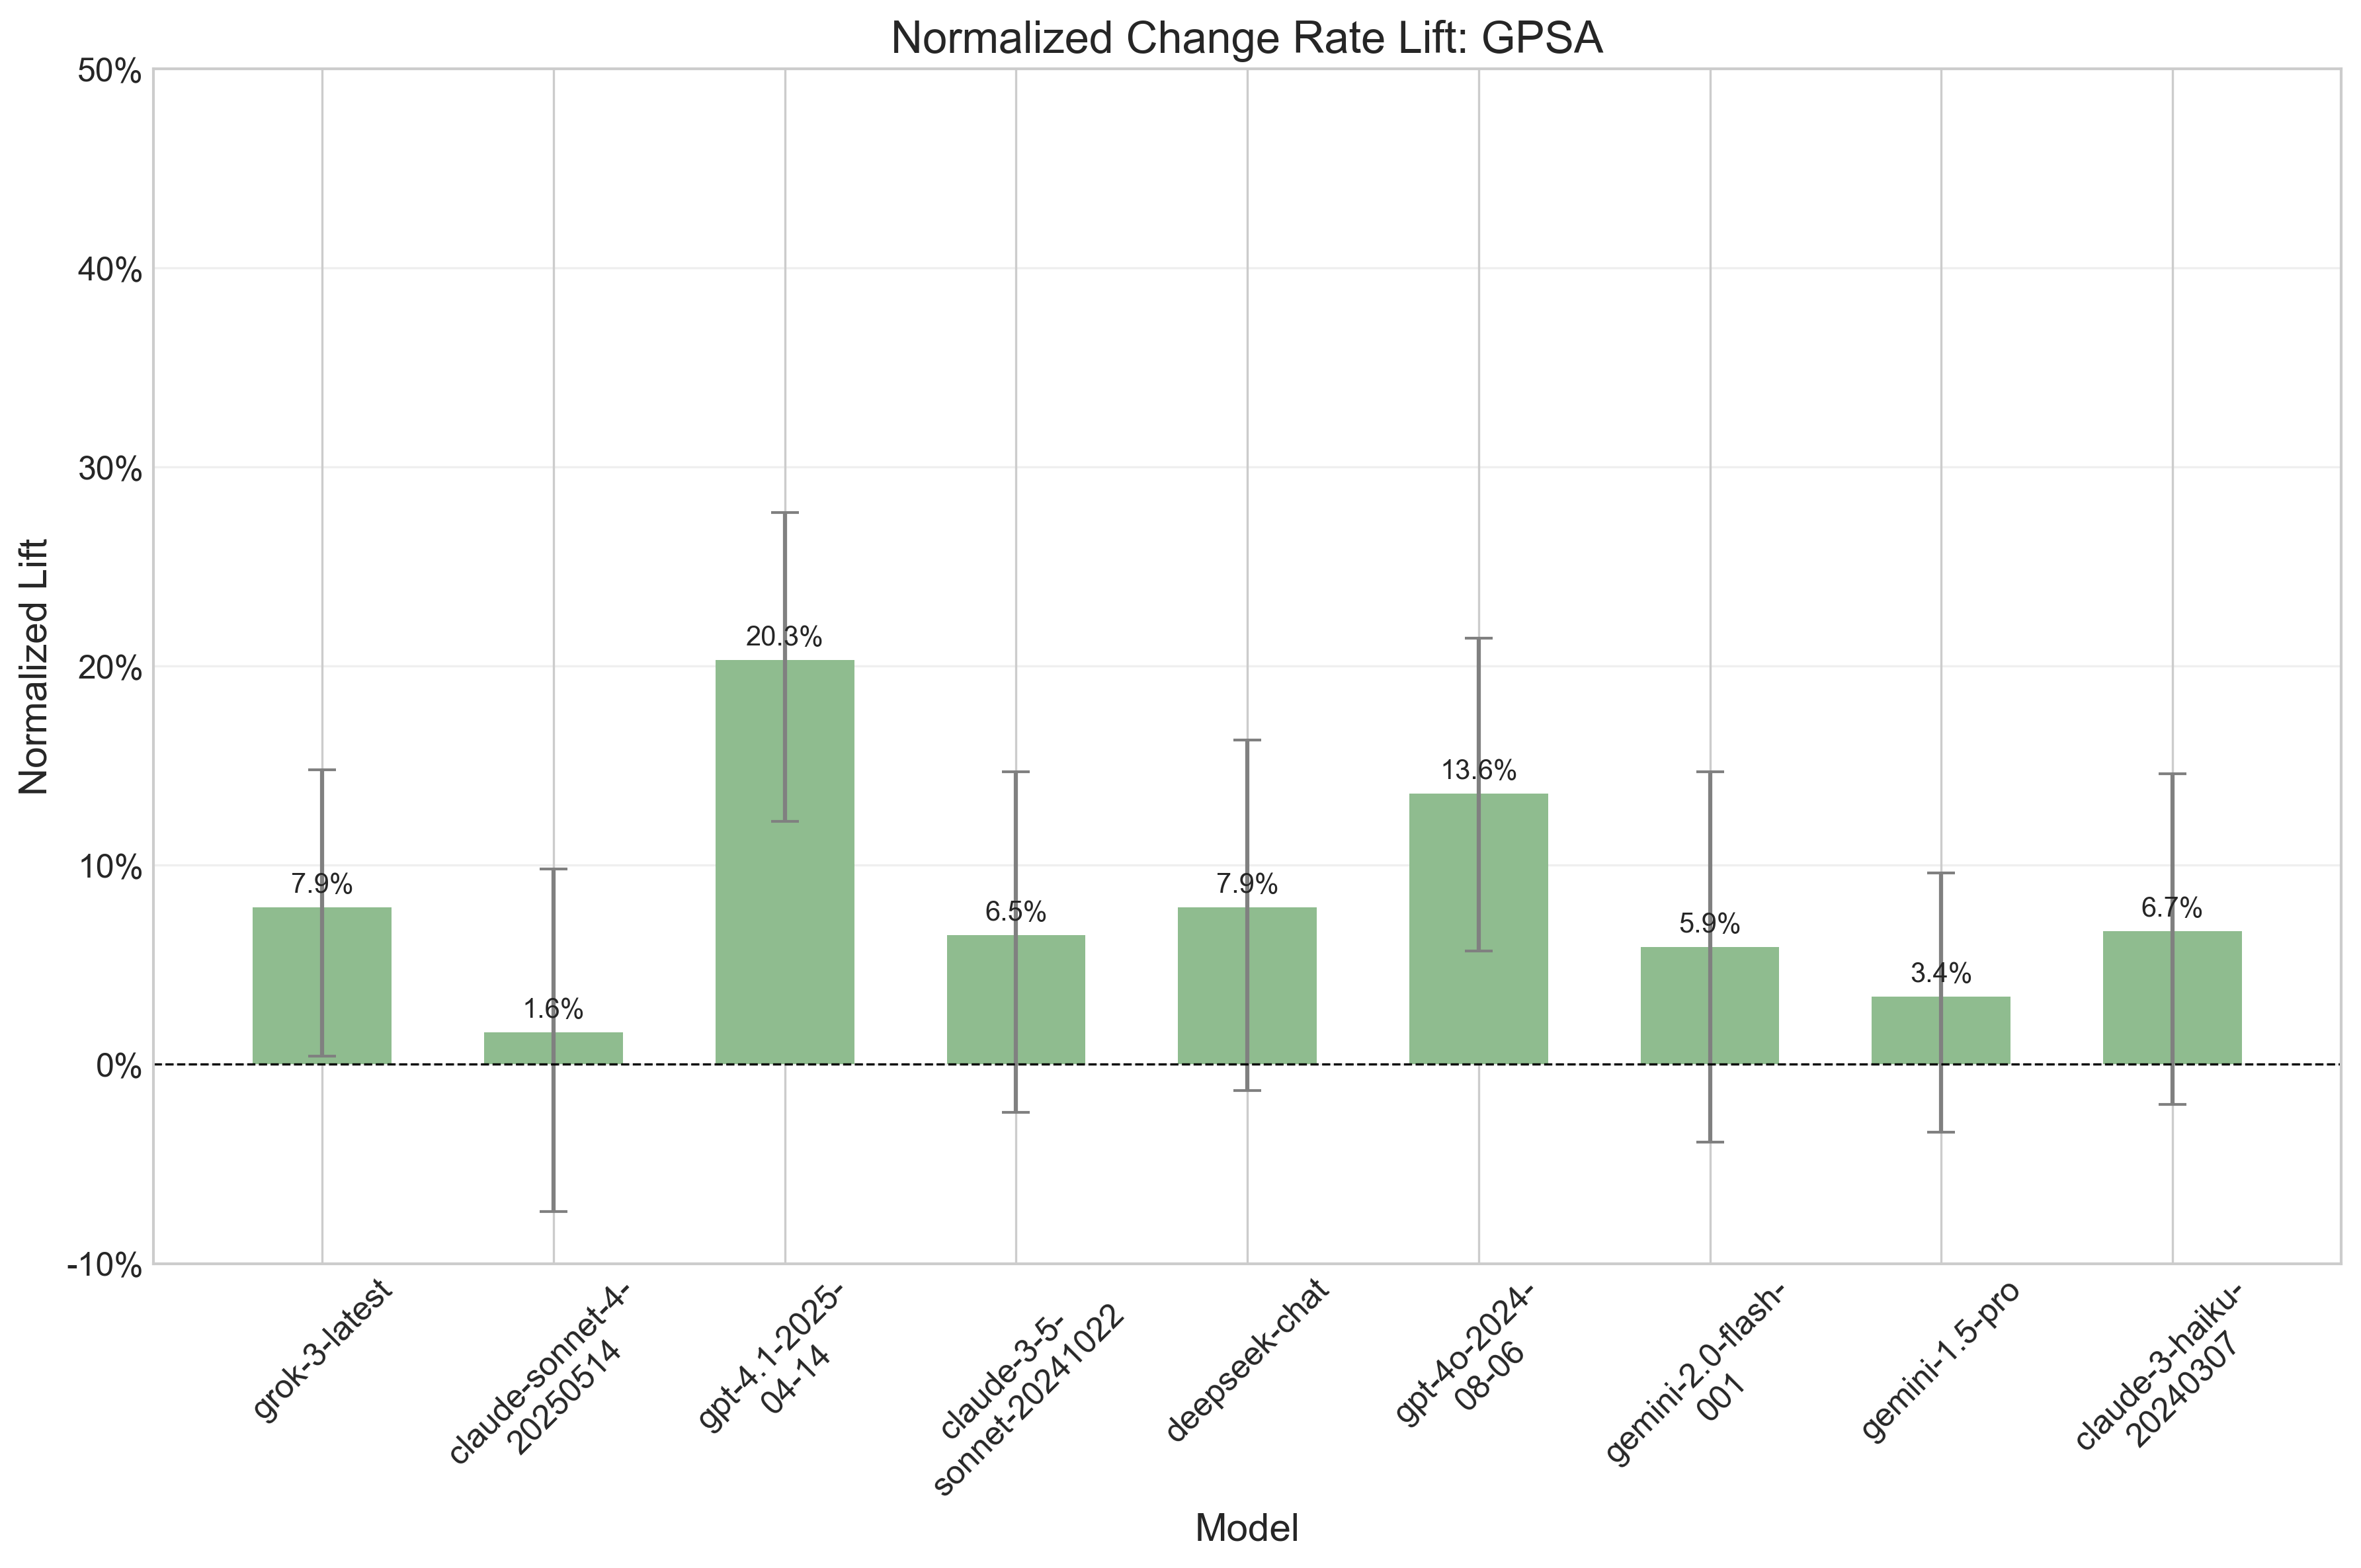 Normalized Change Rate Lift: GPSA
50%
40%
30%
20%
10%
0%
-10%
Normalized Lift
7.9%
1.6%
20.3%
6.5%
7.9%
13.6%
5.9%
3.4%
6.7%
grok-3-latest
claude-sonnet-4-
20250514
gpt-4.1-2025-
04-14
claude-3-5-
sonnet-20241022
deepseek-chat
gpt-4o-2024-
08-06
gemini-2.0-flash-
001
gemini-1.5-pro
claude-3-haiku-
20240307
Model